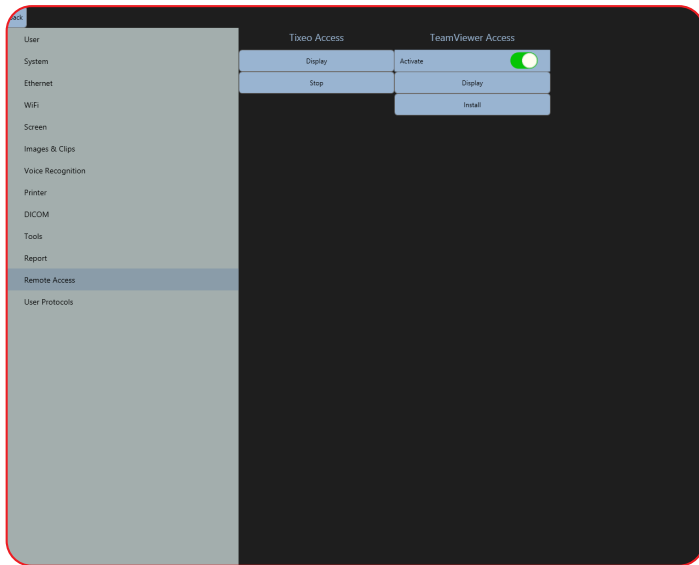 Back
User
System
Ethernet
WiFi
Screen
Images & Clips
Voice Recognition
Printer
DICOM
Tools
Report
Remote Access
User Protocols
Tixeo Access
Display
Stop
TeamViewer Access
Activate
Display
Install